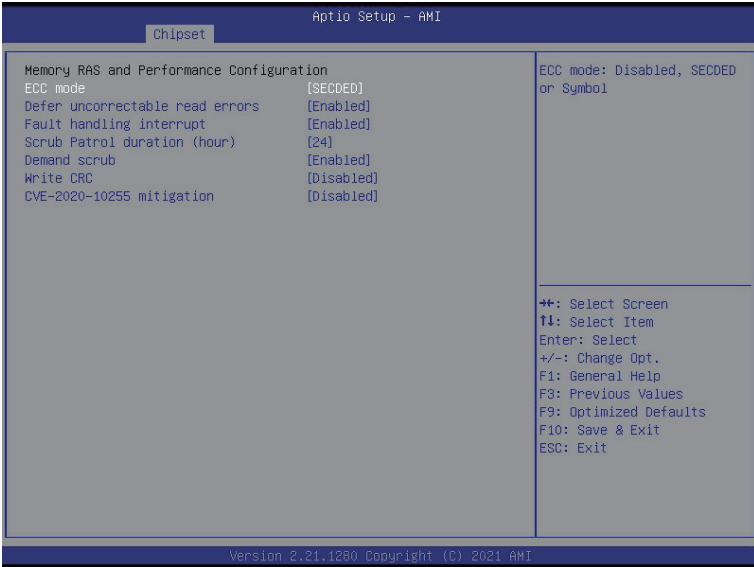 Aptio Setup – AMI
Chipset
Memory RAS and Performance Configuration
ECC mode [SECDED]
Defer uncorrectable read errors [Enabled]
Fault handling interrupt [Enabled]
Scrub Patrol duration (hour) [24]
Demand scrub [Enabled]
Write CRC [Disabled]
CVE-2020-10255 mitigation [Disabled]
ECC mode: Disabled, SECDED
or Symbol
→←: Select Screen
↑↓: Select Item
Enter: Select
+/-: Change Opt.
F1: General Help
F3: Previous Values
F9: Optimized Defaults
F10: Save & Exit
ESC: Exit
Version 2.21.1280 Copyright (C) 2021 AMI